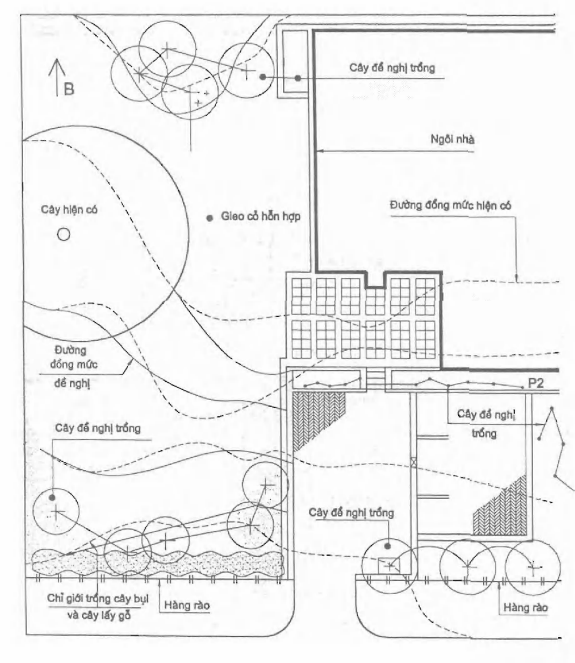 Cây đề nghị trồng
B
Ngôi nhà
Đường đồng mức hiện có
Cây hiện có
Gieo cỏ hỗn hợp
Đường
đồng mức
đề nghị
P2
Cây đề nghị
trồng
Cây đề nghị trồng
Cây đề nghị trồng
Chỉ giới trồng cây bụi
và cây lấy gỗ
Hàng rào
Hàng rào